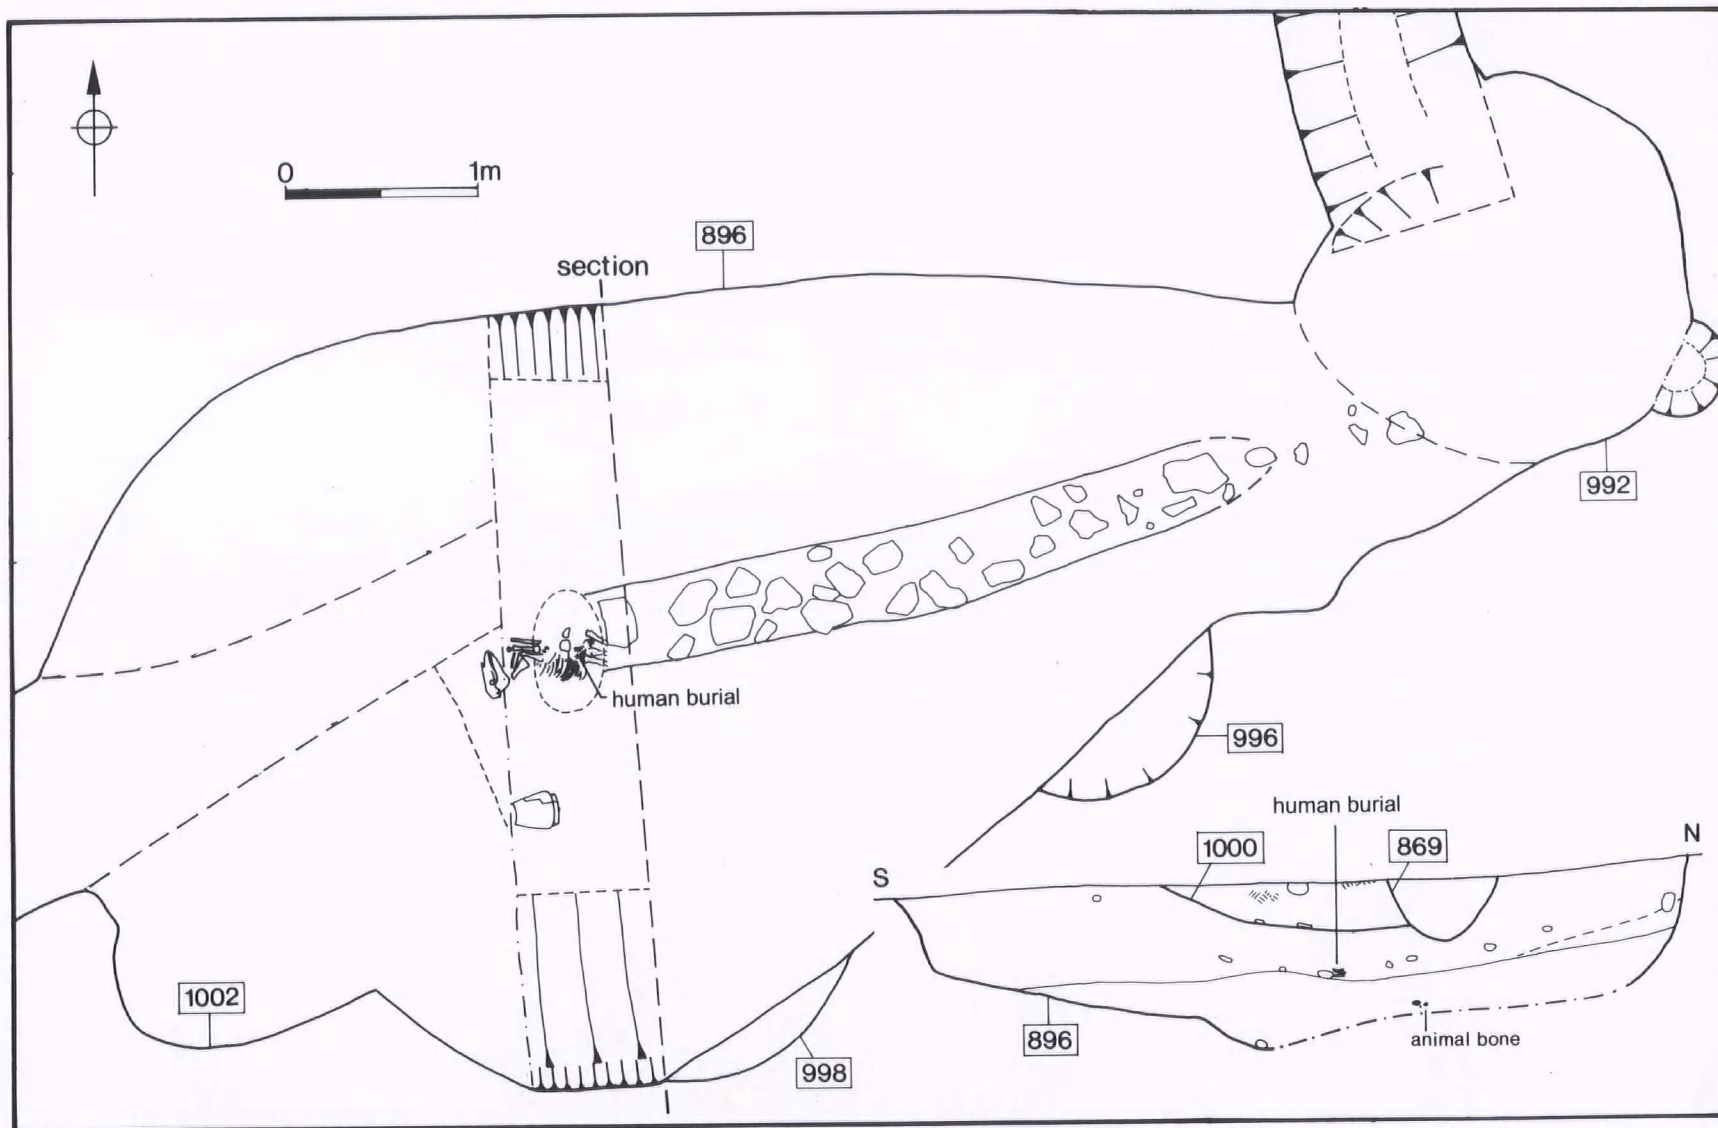 0 1m
896
section
992
human burial
996
human burial
1000
869
N
S
1002
998
896
animal bone